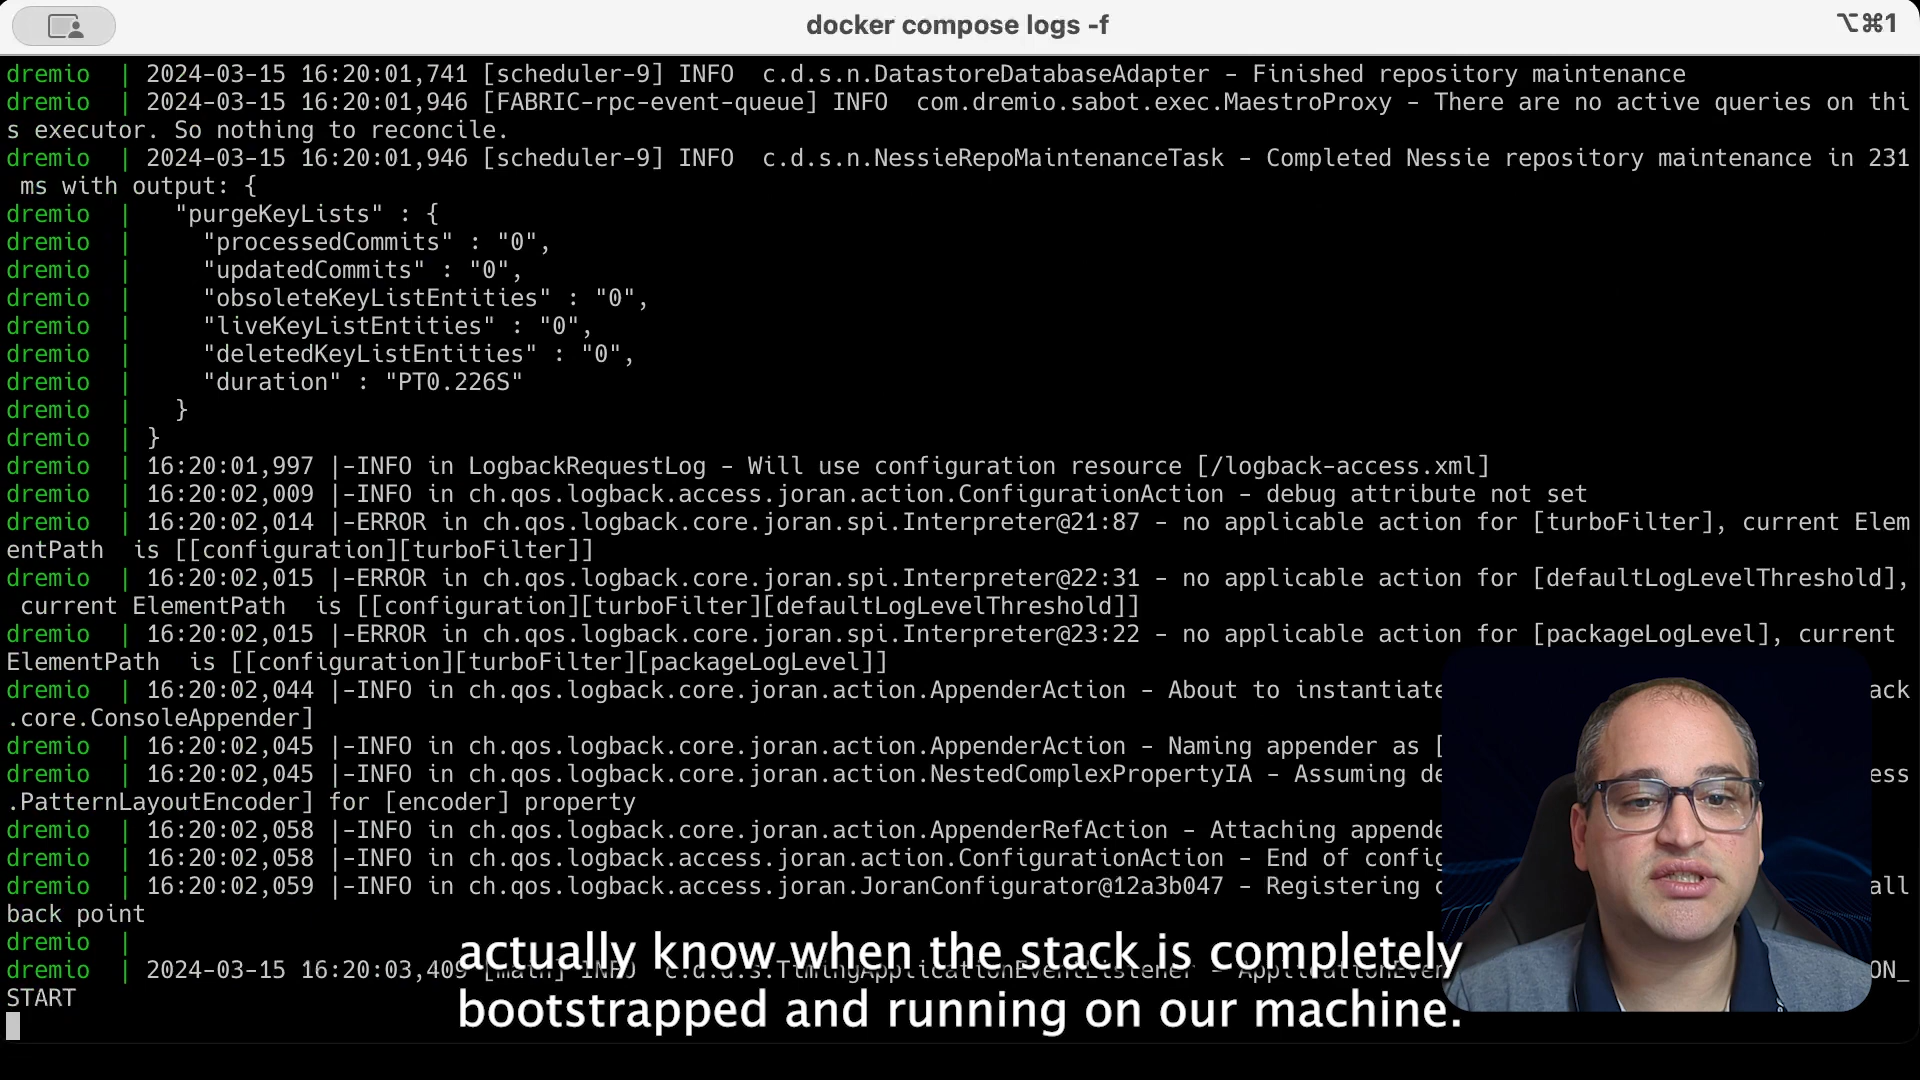 docker compose logs -f
⌥⌘1
dremio | 2024-03-15 16:20:01,741 [scheduler-9] INFO c.d.s.n.DatastoreDatabaseAdapter - Finished repository maintenance
dremio | 2024-03-15 16:20:01,946 [FABRIC-rpc-event-queue] INFO com.dremio.sabot.exec.MaestroProxy - There are no active queries on thi
s executor. So nothing to reconcile.
dremio | 2024-03-15 16:20:01,946 [scheduler-9] INFO c.d.s.n.NessieRepoMaintenanceTask - Completed Nessie repository maintenance in 231
ms with output: {
dremio | "purgeKeyLists" : {
dremio | "processedCommits" : "0",
dremio | "updatedCommits" : "0",
dremio | "obsoleteKeyListEntities" : "0",
dremio | "liveKeyListEntities" : "0",
dremio | "deletedKeyListEntities" : "0",
dremio | "duration" : "PT0.226S"
dremio | }
dremio | }
dremio | 16:20:01,997 |-INFO in LogbackRequestLog - Will use configuration resource [/logback-access.xml]
dremio | 16:20:02,009 |-INFO in ch.qos.logback.access.joran.action.ConfigurationAction - debug attribute not set
dremio | 16:20:02,014 |-ERROR in ch.qos.logback.core.joran.spi.Interpreter@21:87 - no applicable action for [turboFilter], current Elem
entPath is [[configuration][turboFilter]]
dremio | 16:20:02,015 |-ERROR in ch.qos.logback.core.joran.spi.Interpreter@22:31 - no applicable action for [defaultLogLevelThreshold],
current ElementPath is [[configuration][turboFilter][defaultLogLevelThreshold]]
dremio | 16:20:02,015 |-ERROR in ch.qos.logback.core.joran.spi.Interpreter@23:22 - no applicable action for [packageLogLevel], current
ElementPath is [[configuration][turboFilter][packageLogLevel]]
dremio | 16:20:02,044 |-INFO in ch.qos.logback.core.joran.action.AppenderAction - About to instantiate ack
.core.ConsoleAppender]
dremio | 16:20:02,045 |-INFO in ch.qos.logback.core.joran.action.AppenderAction - Naming appender as [
dremio | 16:20:02,045 |-INFO in ch.qos.logback.core.joran.action.NestedComplexPropertyIA - Assuming de ess
.PatternLayoutEncoder] for [encoder] property
dremio | 16:20:02,058 |-INFO in ch.qos.logback.core.joran.action.AppenderRefAction - Attaching appende
dremio | 16:20:02,058 |-INFO in ch.qos.logback.access.joran.action.ConfigurationAction - End of config
dremio | 16:20:02,059 |-INFO in ch.qos.logback.access.joran.JoranConfigurator@12a3b047 - Registering c all
back point
dremio |
dremio | 2024-03-15 16:20:03,409 [main] INFO c.d.d.s.TimingApplicationEventListener - ApplicationEven ON_
START
actually know when the stack is completely
bootstrapped and running on our machine.